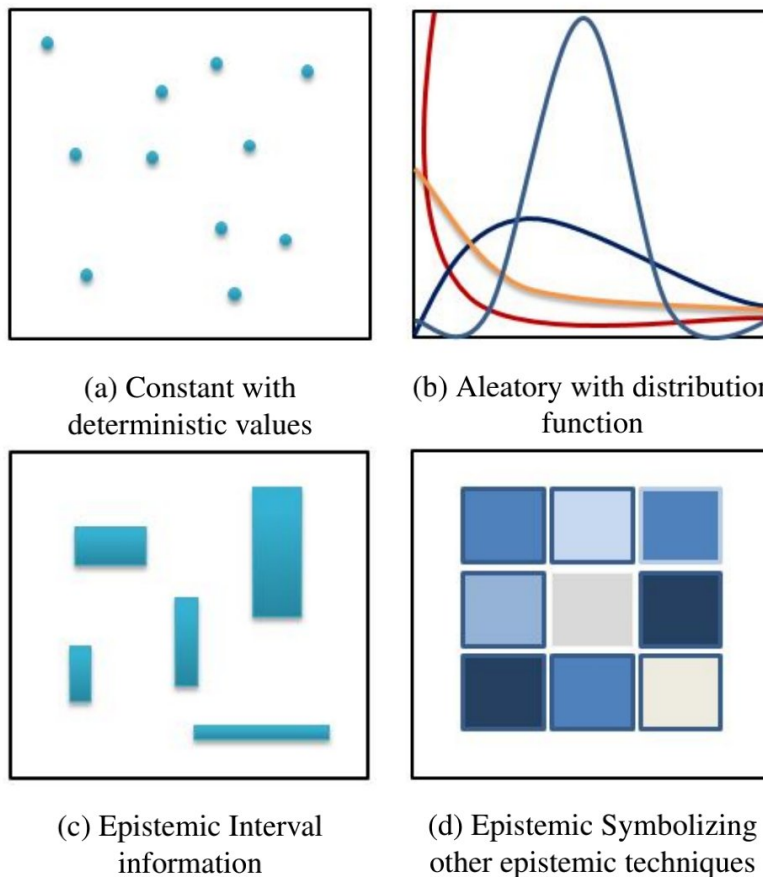 (a) Constant with
deterministic values
(b) Aleatory with distribution
function
(c) Epistemic Interval
information
(d) Epistemic Symbolizing
other epistemic techniques